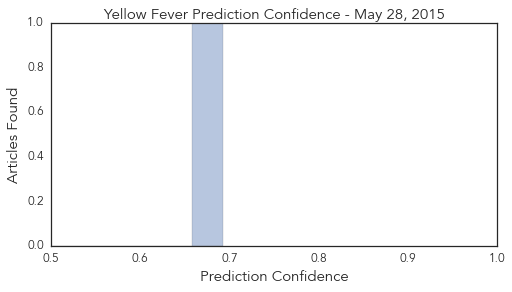 Yellow Fever Prediction Confidence - May 28, 2015
1.0
0.8
0.6
0.4
0.2
0.0
Articles Found
0.5 0.6 0.7 0.8 0.9 1.0
Prediction Confidence